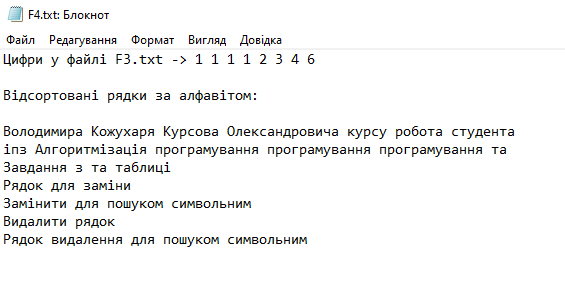 F4.txt: Блокнот
Файл Редагування Формат Вигляд Довідка
Цифри у файлі F3.txt -> 1 1 1 1 2 3 4 6
Відсортовані рядки за алфавітом:
Володимира Кожухаря Курсова Олександровича курсу робота студента
іпз Алгоритмізація програмування програмування програмування та
Завдання з та таблиці
Рядок для заміни
Замінити для пошуком символьним
Видалити рядок
Рядок видалення для пошуком символьним